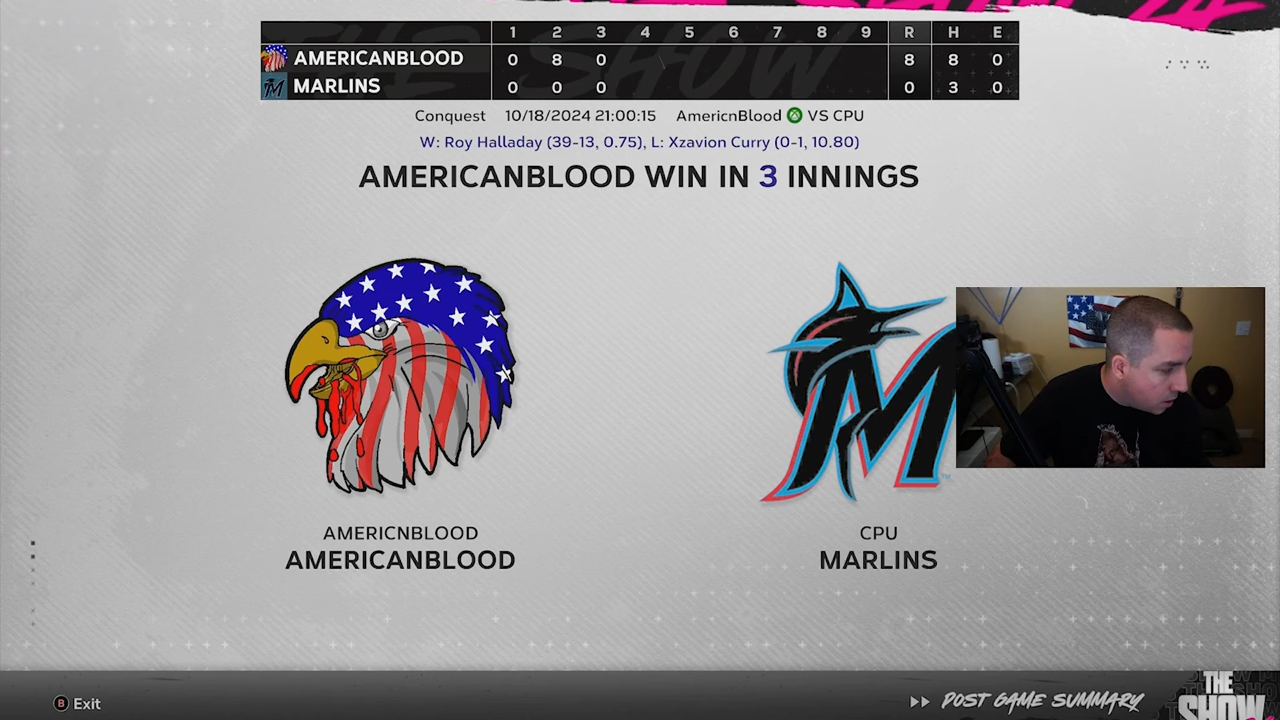 1 2 3 4 5 6 7 8 9 R H E
AMERICANBLOOD 0 8 0 8 8 0
MARLINS 0 0 0 0 3 0
Conquest 10/18/2024 21:00:15 AmericnBlood VS CPU
W: Roy Halladay (39-13, 0.75), L: Xzavion Curry (0-1, 10.80)
AMERICANBLOOD WIN IN 3 INNINGS
M
AMERICNBLOOD
AMERICANBLOOD
CPU
MARLINS
B Exit
POST GAME SUMMARY
THE
SHOW